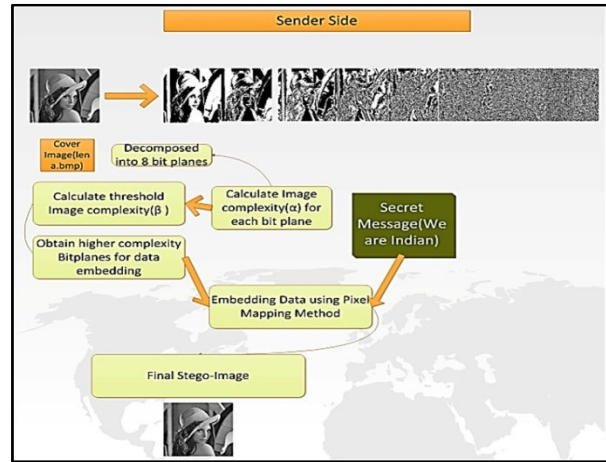 Sender Side
Cover
Image(len
a.bmp)
Decomposed
into 8 bit planes
Calculate threshold
Image complexity(β )
Calculate Image
complexity(α) for
each bit plane
Secret
Message(We
are Indian)
Obtain higher complexity
Bitplanes for data
embedding
Embedding Data using Pixel
Mapping Method
Final Stego-Image